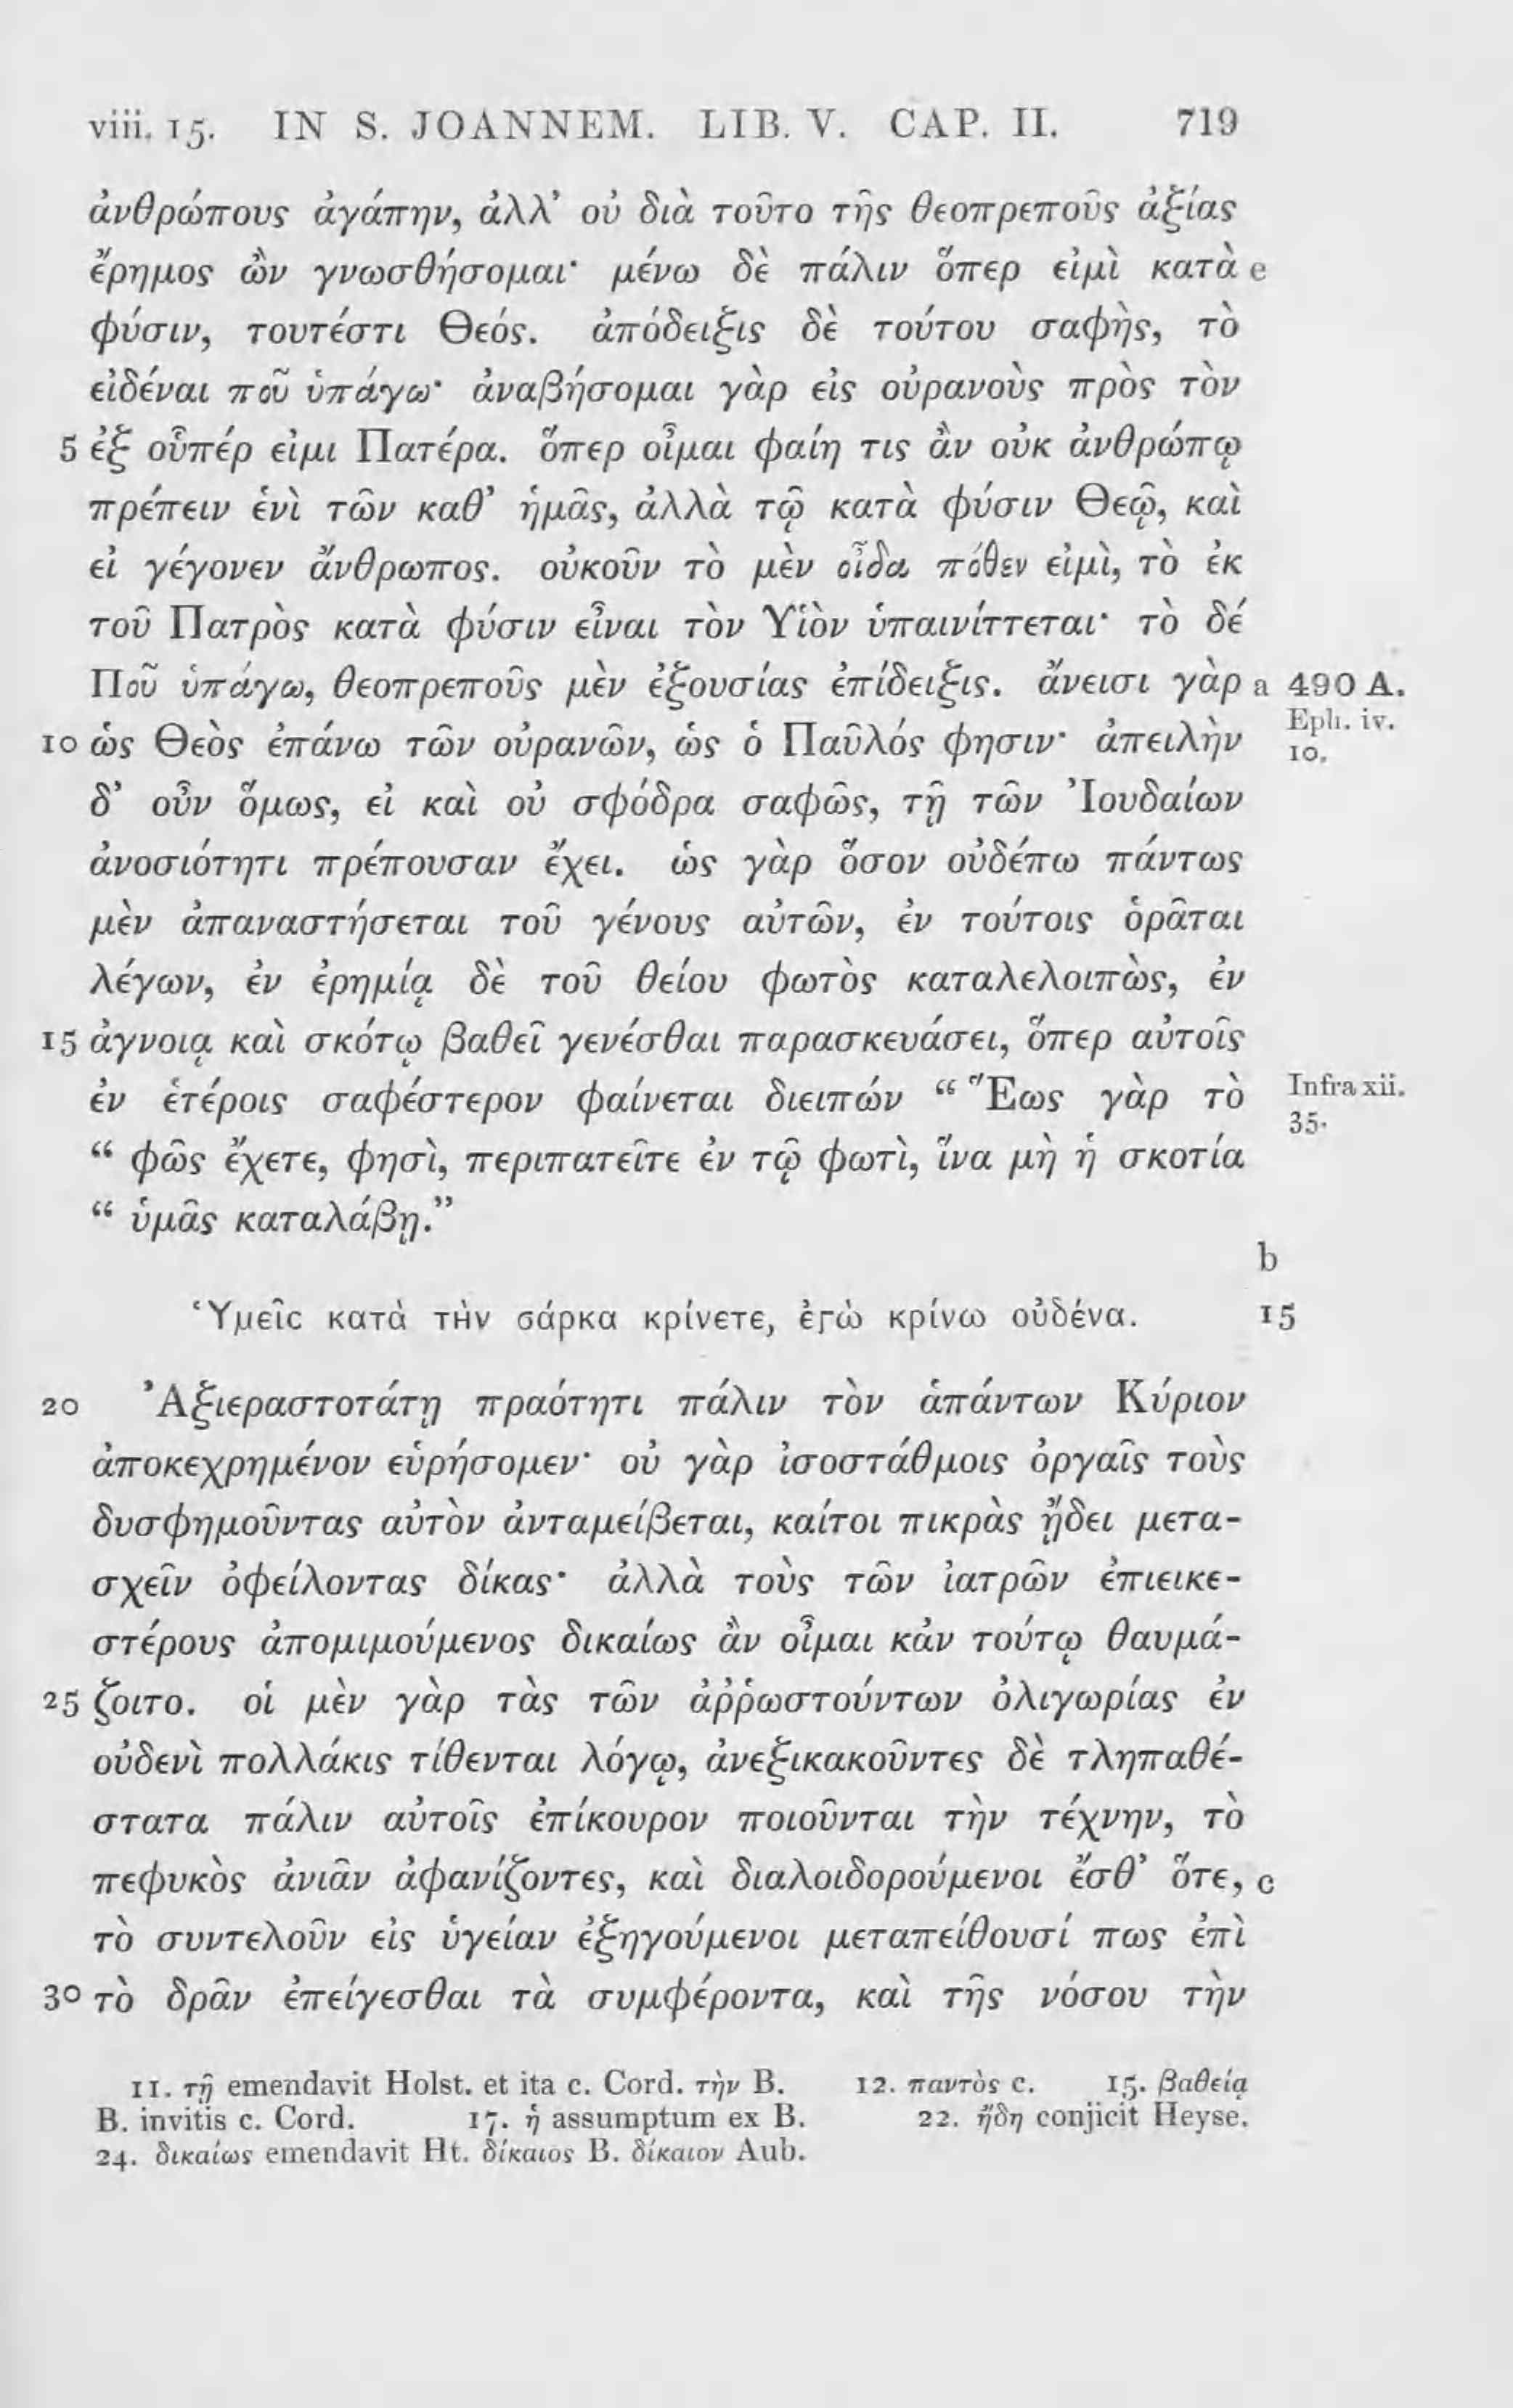 viii. 15. IN S. JOANNEM. LIB. V. CAP. II. 719
ἀνθρώπους ἀγάπην, ἀλλ’ οὐ διὰ τοῦτο τῆς θεοπρεποῦς ἀξίας
ἔρημος ὢν γνωσθήσομαι· μένω δὲ πάλιν ὅπερ εἰμὶ κατὰ e
φύσιν, τουτέστι Θεός. ἀπόδειξις δὲ τούτου σαφὴς, τὸ
εἰδέναι ποῦ ὑπάγω· ἀναβήσομαι γὰρ εἰς οὐρανοὺς πρὸς τὸν
5 ἐξ οὗπέρ εἰμι Πατέρα. ὅπερ οἶμαι φαίη τις ἂν οὐκ ἀνθρώπῳ
πρέπειν ἑνὶ τῶν καθ’ ἡμᾶς, ἀλλὰ τῷ κατὰ φύσιν Θεῷ, καὶ
εἰ γέγονεν ἄνθρωπος. οὐκοῦν τὸ μὲν οἶδα πόθεν εἰμὶ, τὸ ἐκ
τοῦ Πατρὸς κατὰ φύσιν εἶναι τὸν Υἱὸν ὑπαινίττεται· τὸ δέ
Ποῦ ὑπάγω, θεοπρεποῦς μὲν ἐξουσίας ἐπίδειξις. ἄνεισι γὰρ a 490 A.
10 ὡς Θεὸς ἐπάνω τῶν οὐρανῶν, ὡς ὁ Παῦλός φησιν· ἀπειλὴν Eph. iv. 10.
δ’ οὖν ὅμως, εἰ καὶ οὐ σφόδρα σαφῶς, τῇ τῶν Ἰουδαίων
ἀνοσιότητι πρέπουσαν ἔχει. ὡς γὰρ ὅσον οὐδέπω πάντως
μὲν ἀπαναστήσεται τοῦ γένους αὐτῶν, ἐν τούτοις ὁρᾶται
λέγων, ἐν ἐρημίᾳ δὲ τοῦ θείου φωτὸς καταλελοιπὼς, ἐν
15 ἀγνοιᾳ καὶ σκότῳ βαθεῖ γενέσθαι παρασκευάσει, ὅπερ αὐτοῖς
ἐν ἑτέροις σαφέστερον φαίνεται διειπών “ Ἕως γὰρ τὸ Infra xii. 35.
“ φῶς ἔχετε, φησὶ, περιπατεῖτε ἐν τῷ φωτὶ, ἵνα μὴ ἡ σκοτία
“ ὑμᾶς καταλάβῃ.”
b
Ὑμεῖς κατὰ τὴν σάρκα κρίνετε, ἐγὼ κρίνω οὐδένα. 15
20 Ἀξιεραστοτάτῃ πραότητι πάλιν τὸν ἁπάντων Κύριον
ἀποκεχρημένον εὑρήσομεν· οὐ γὰρ ἰσοστάθμοις ὀργαῖς τοὺς
δυσφημοῦντας αὐτὸν ἀνταμείβεται, καίτοι πικρὰς ᾔδει μετα-
σχεῖν ὀφείλοντας δίκας· ἀλλὰ τοὺς τῶν ἰατρῶν ἐπιεικε-
στέρους ἀπομιμούμενος δικαίως ἂν οἶμαι κἀν τούτῳ θαυμά-
25 ζοιτο. οἱ μὲν γὰρ τὰς τῶν ἀῤῥωστούντων ὀλιγωρίας ἐν
οὐδενὶ πολλάκις τίθενται λόγῳ, ἀνεξικακοῦντες δὲ τληπαθέ-
στατα πάλιν αὐτοῖς ἐπίκουρον ποιοῦνται τὴν τέχνην, τὸ
πεφυκὸς ἀνιᾶν ἀφανίζοντες, καὶ διαλοιδορούμενοι ἔσθ’ ὅτε, c
τὸ συντελοῦν εἰς ὑγείαν ἐξηγούμενοι μεταπείθουσί πως ἐπὶ
30 τὸ δρᾶν ἐπείγεσθαι τὰ συμφέροντα, καὶ τῆς νόσου τὴν
11. τῇ emendavit Holst. et ita c. Cord. τὴν B. 12. παντὸς c. 15. βαθείᾳ
B. invitis c. Cord. 17. ἡ assumptum ex B. 22. ἤδη conjicit Heyse.
24. δικαίως emendavit Ht. δίκαιος B. δίκαιον Aub.